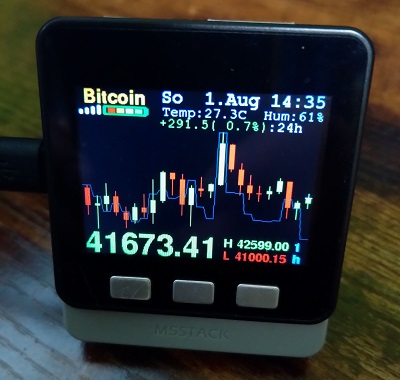 Bitcoin So 1.Aug 14:35
Temp:27.3C Hum:61%
+291.5( 0.7%):24h
41673.41 H 42599.00 1
L 41000.15 h
M5STACK